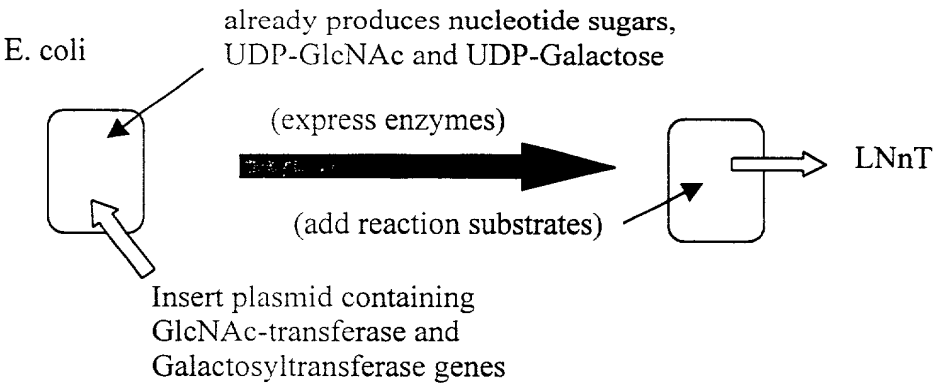 already produces nucleotide sugars,
E. coli
UDP-GlcNAc and UDP-Galactose
(express enzymes)
LNnT
(add reaction substrates)
Insert plasmid containing
GlcNAc-transferase and
Galactosyltransferase genes